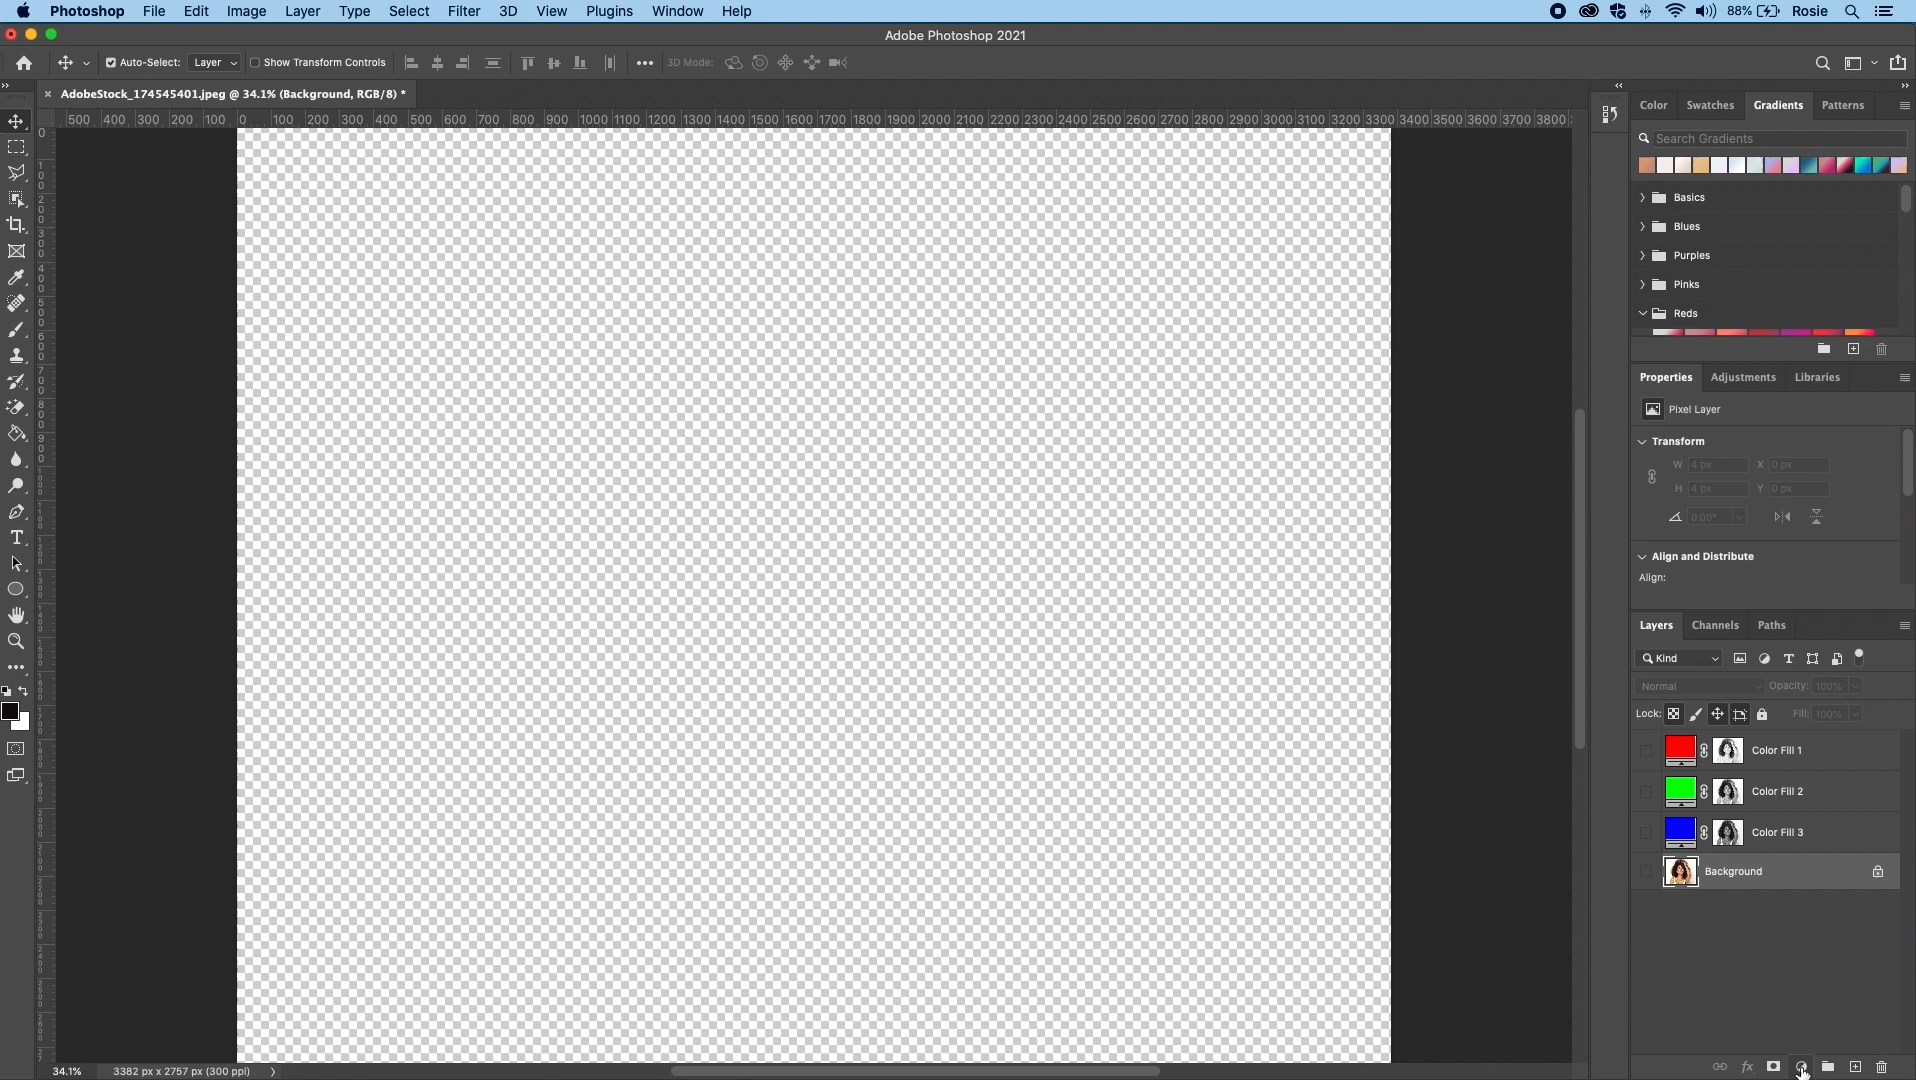 Photoshop File Edit Image Layer Type Select Filter 3D View Plugins Window Help 88% Rosie
Adobe Photoshop 2021
Auto-Select: Layer Show Transform Controls 3D Mode:
AdobeStock_174545401.jpeg @ 34.1% (Background, RGB/8) *
500 400 300 200 100 0 100 200 300 400 500 600 700 800 900 1000 1100 1200 1300 1400 1500 1600 1700 1800 1900 2000 2100 2200 2300 2400 2500 2600 2700 2800 2900 3000 3100 3200 3300 3400 3500 3600 3700 3800
Color Swatches Gradients Patterns
Search Gradients
Basics
Blues
Purples
Pinks
Reds
Properties Adjustments Libraries
Pixel Layer
Transform
W 4 px X 0 px
H 4 px Y 0 px
0.00°
Align and Distribute
Align:
Layers Channels Paths
Kind
Normal Opacity: 100%
Lock: Fill: 100%
Color Fill 1
Color Fill 2
Color Fill 3
Background
34.1% 3382 px x 2757 px (300 ppi)